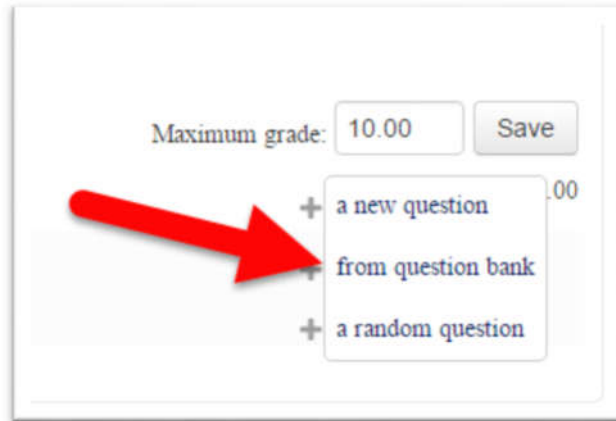 Maximum grade: 10.00 Save
.00
a new question
from question bank
a random question